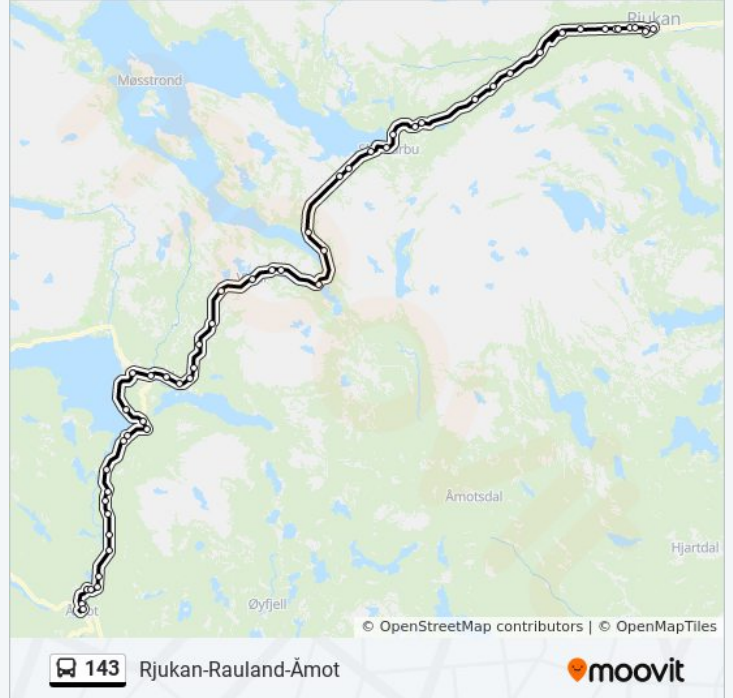 Rjukan
Møsstrond
Åmotsdal
Hjartdal
Øyfjell
© OpenStreetMap contributors | © OpenMapTiles
143 Rjukan-Rauland-Åmot
moovit